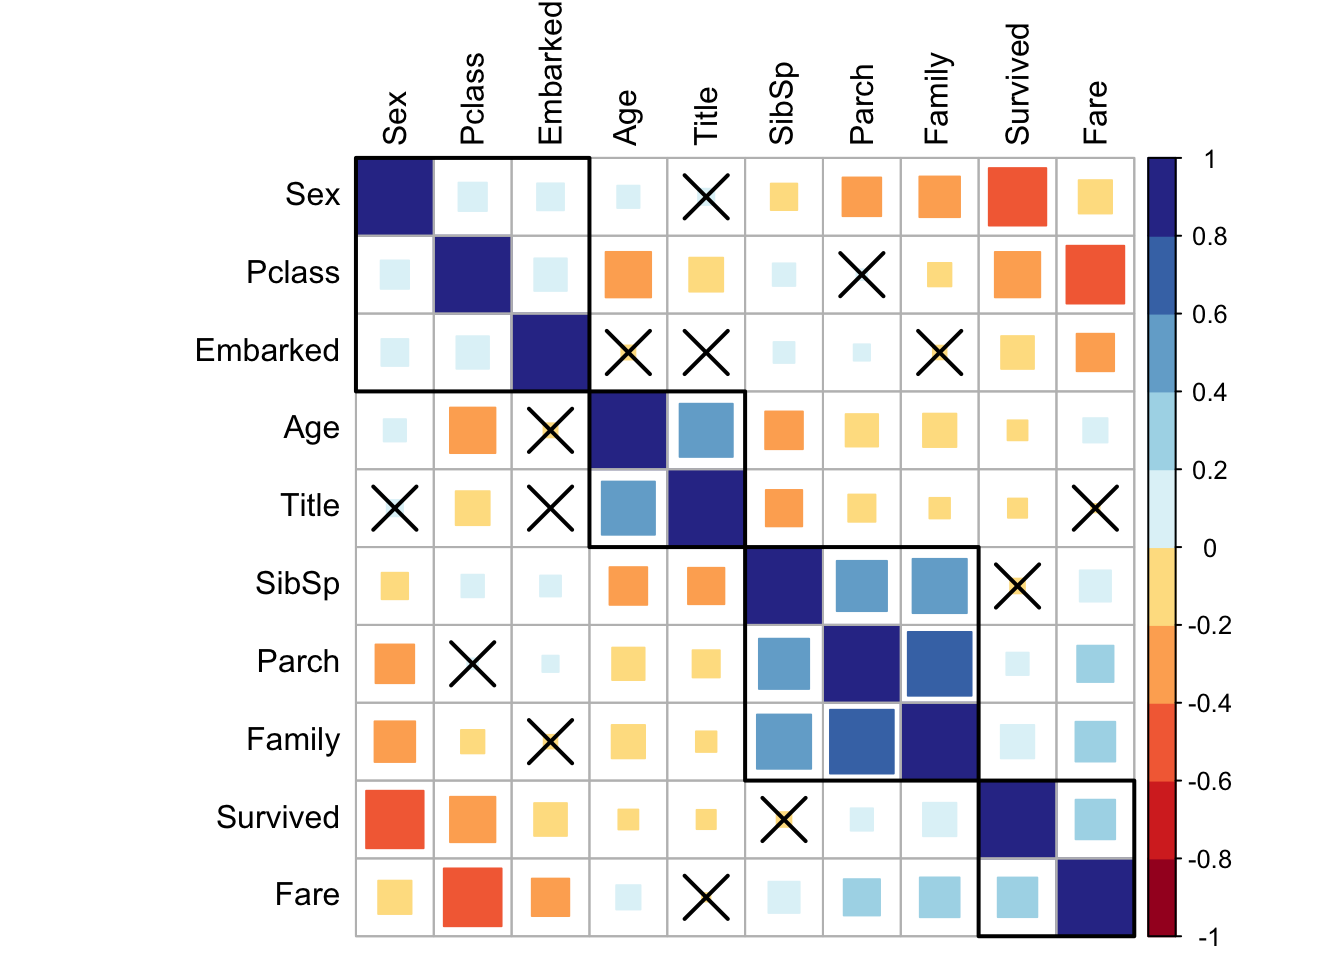 Sex
Pclass
Embarked
Age
Title
SibSp
Parch
Family
Survived
Fare
Sex
Pclass
Embarked
Age
Title
SibSp
Parch
Family
Survived
Fare
1
0.8
0.6
0.4
0.2
0
-0.2
-0.4
-0.6
-0.8
-1